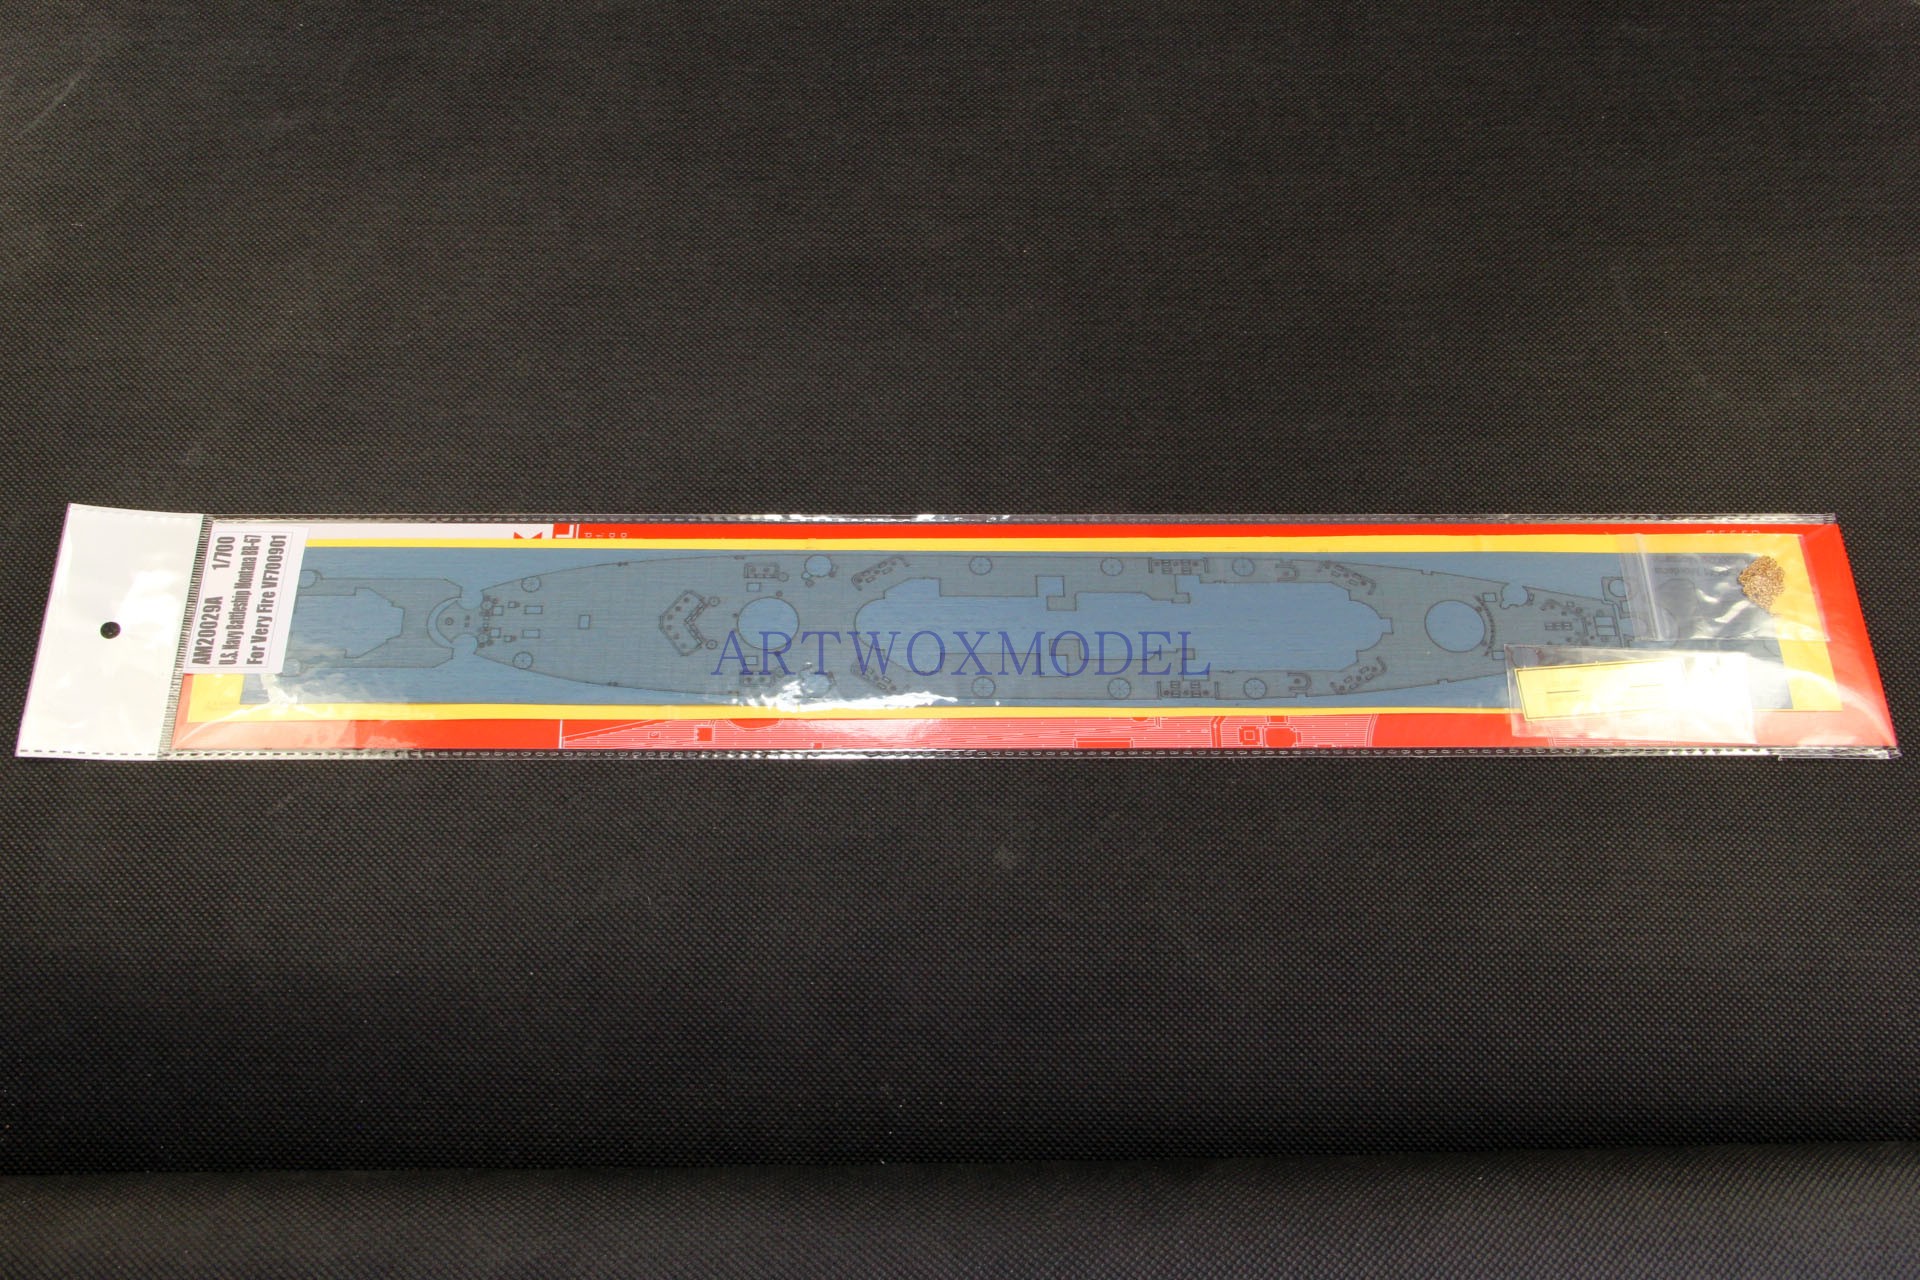 AM20029A 1/700
U.S. Navy Battleship Montana BB-67
For Very Fire VF700901
ARTWOXMODEL